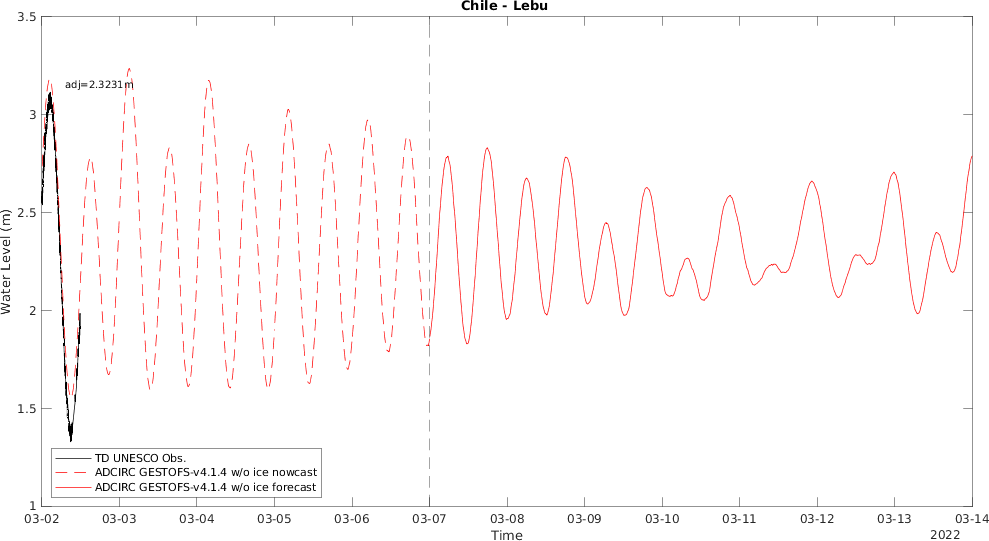 Chile - Lebu
3.5
3
2.5
2
1.5
1
Water Level (m)
adj=2.3231m
TD UNESCO Obs.
ADCIRC GESTOFS-v4.1.4 w/o ice nowcast
ADCIRC GESTOFS-v4.1.4 w/o ice forecast
03-02 03-03 03-04 03-05 03-06 03-07 03-08 03-09 03-10 03-11 03-12 03-13 03-14
Time
2022